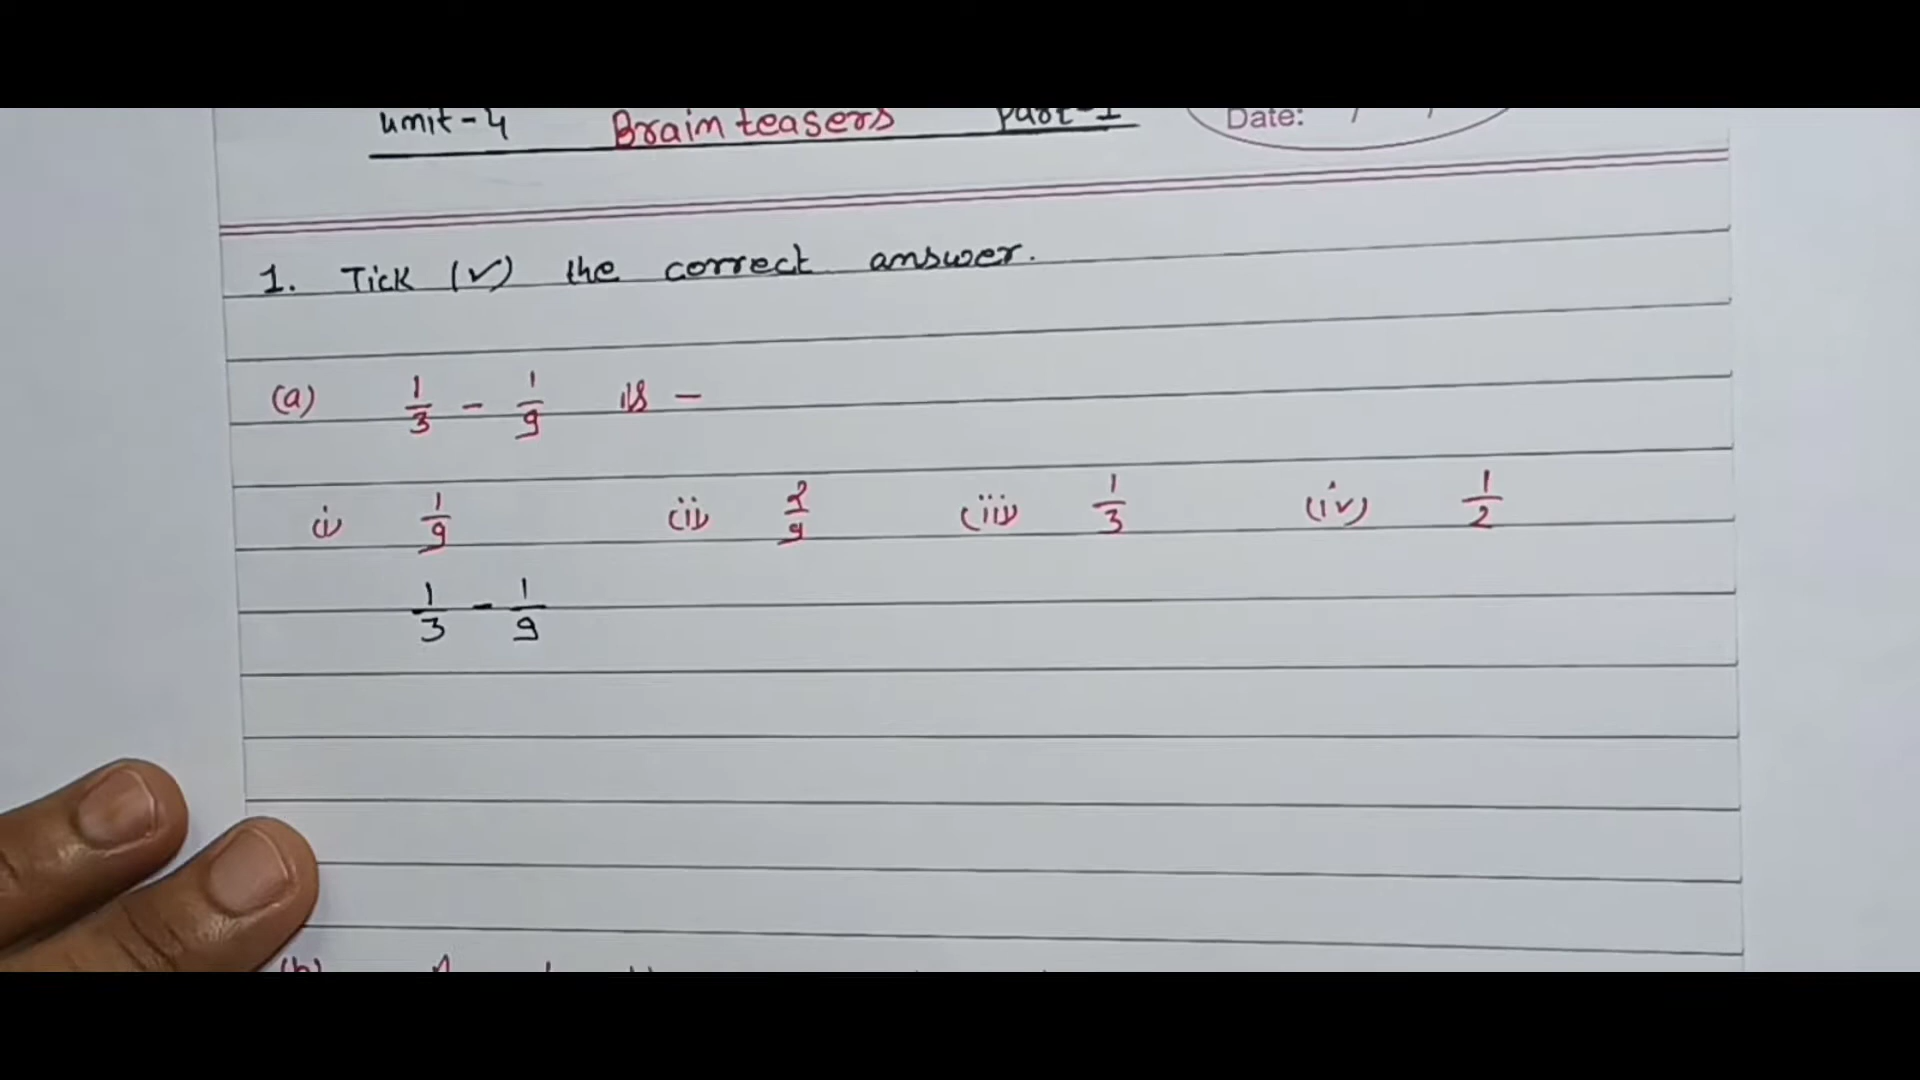 unit-4 Brain teasers Part-1 Date: / /
1. Tick (✓) the correct answer.
(a) 1/3 - 1/9 is -
(i) 1/9 (ii) 2/9 (iii) 1/3 (iv) 1/2
1/3 - 1/9
(b)